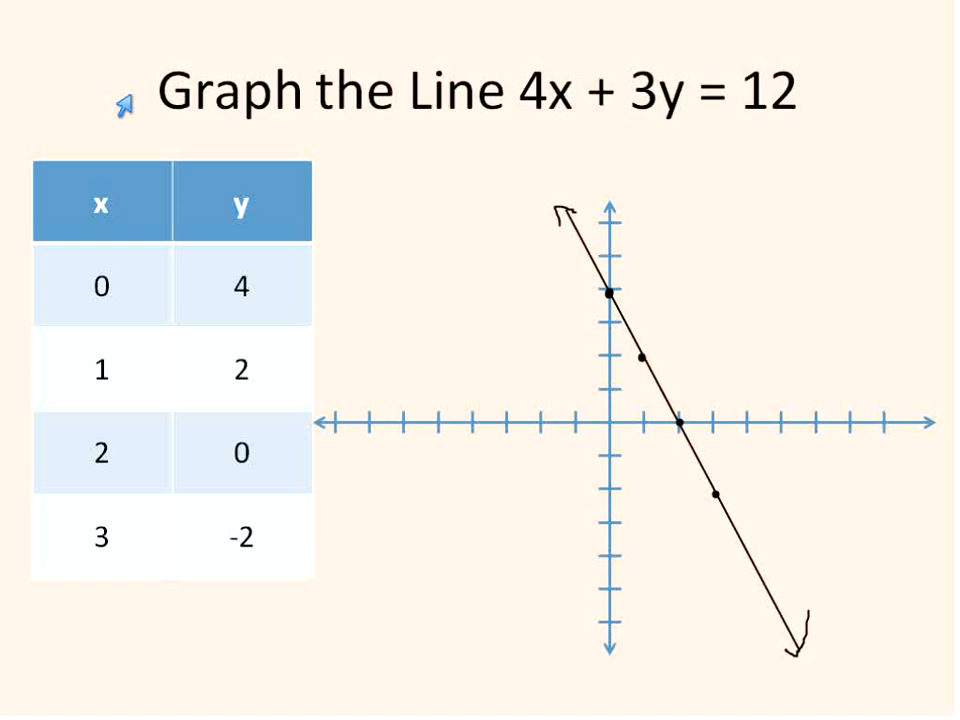 Graph the Line 4x + 3y = 12
x y
0 4
1 2
2 0
3 -2